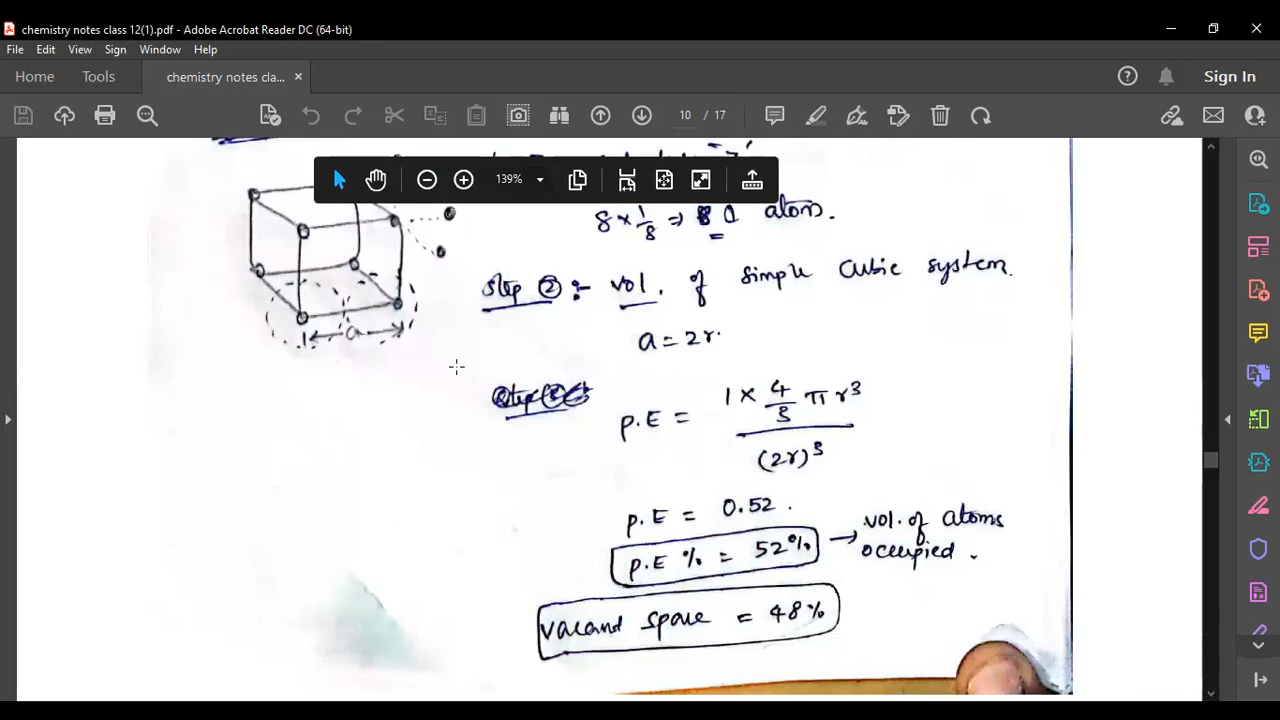 chemistry notes class 12(1).pdf - Adobe Acrobat Reader DC (64-bit)
File Edit View Sign Window Help
Home Tools chemistry notes cla... Sign In
10 / 17
139%
8 × 1/8 => 1 atom.
Step ② :- vol. of simple cubic system.
a = 2r.
a
p.E = 1 × 4/3 π r³ / (2r)³
p.E = 0.52.
p.E % = 52% → vol. of atoms
occupied.
vacant space = 48%